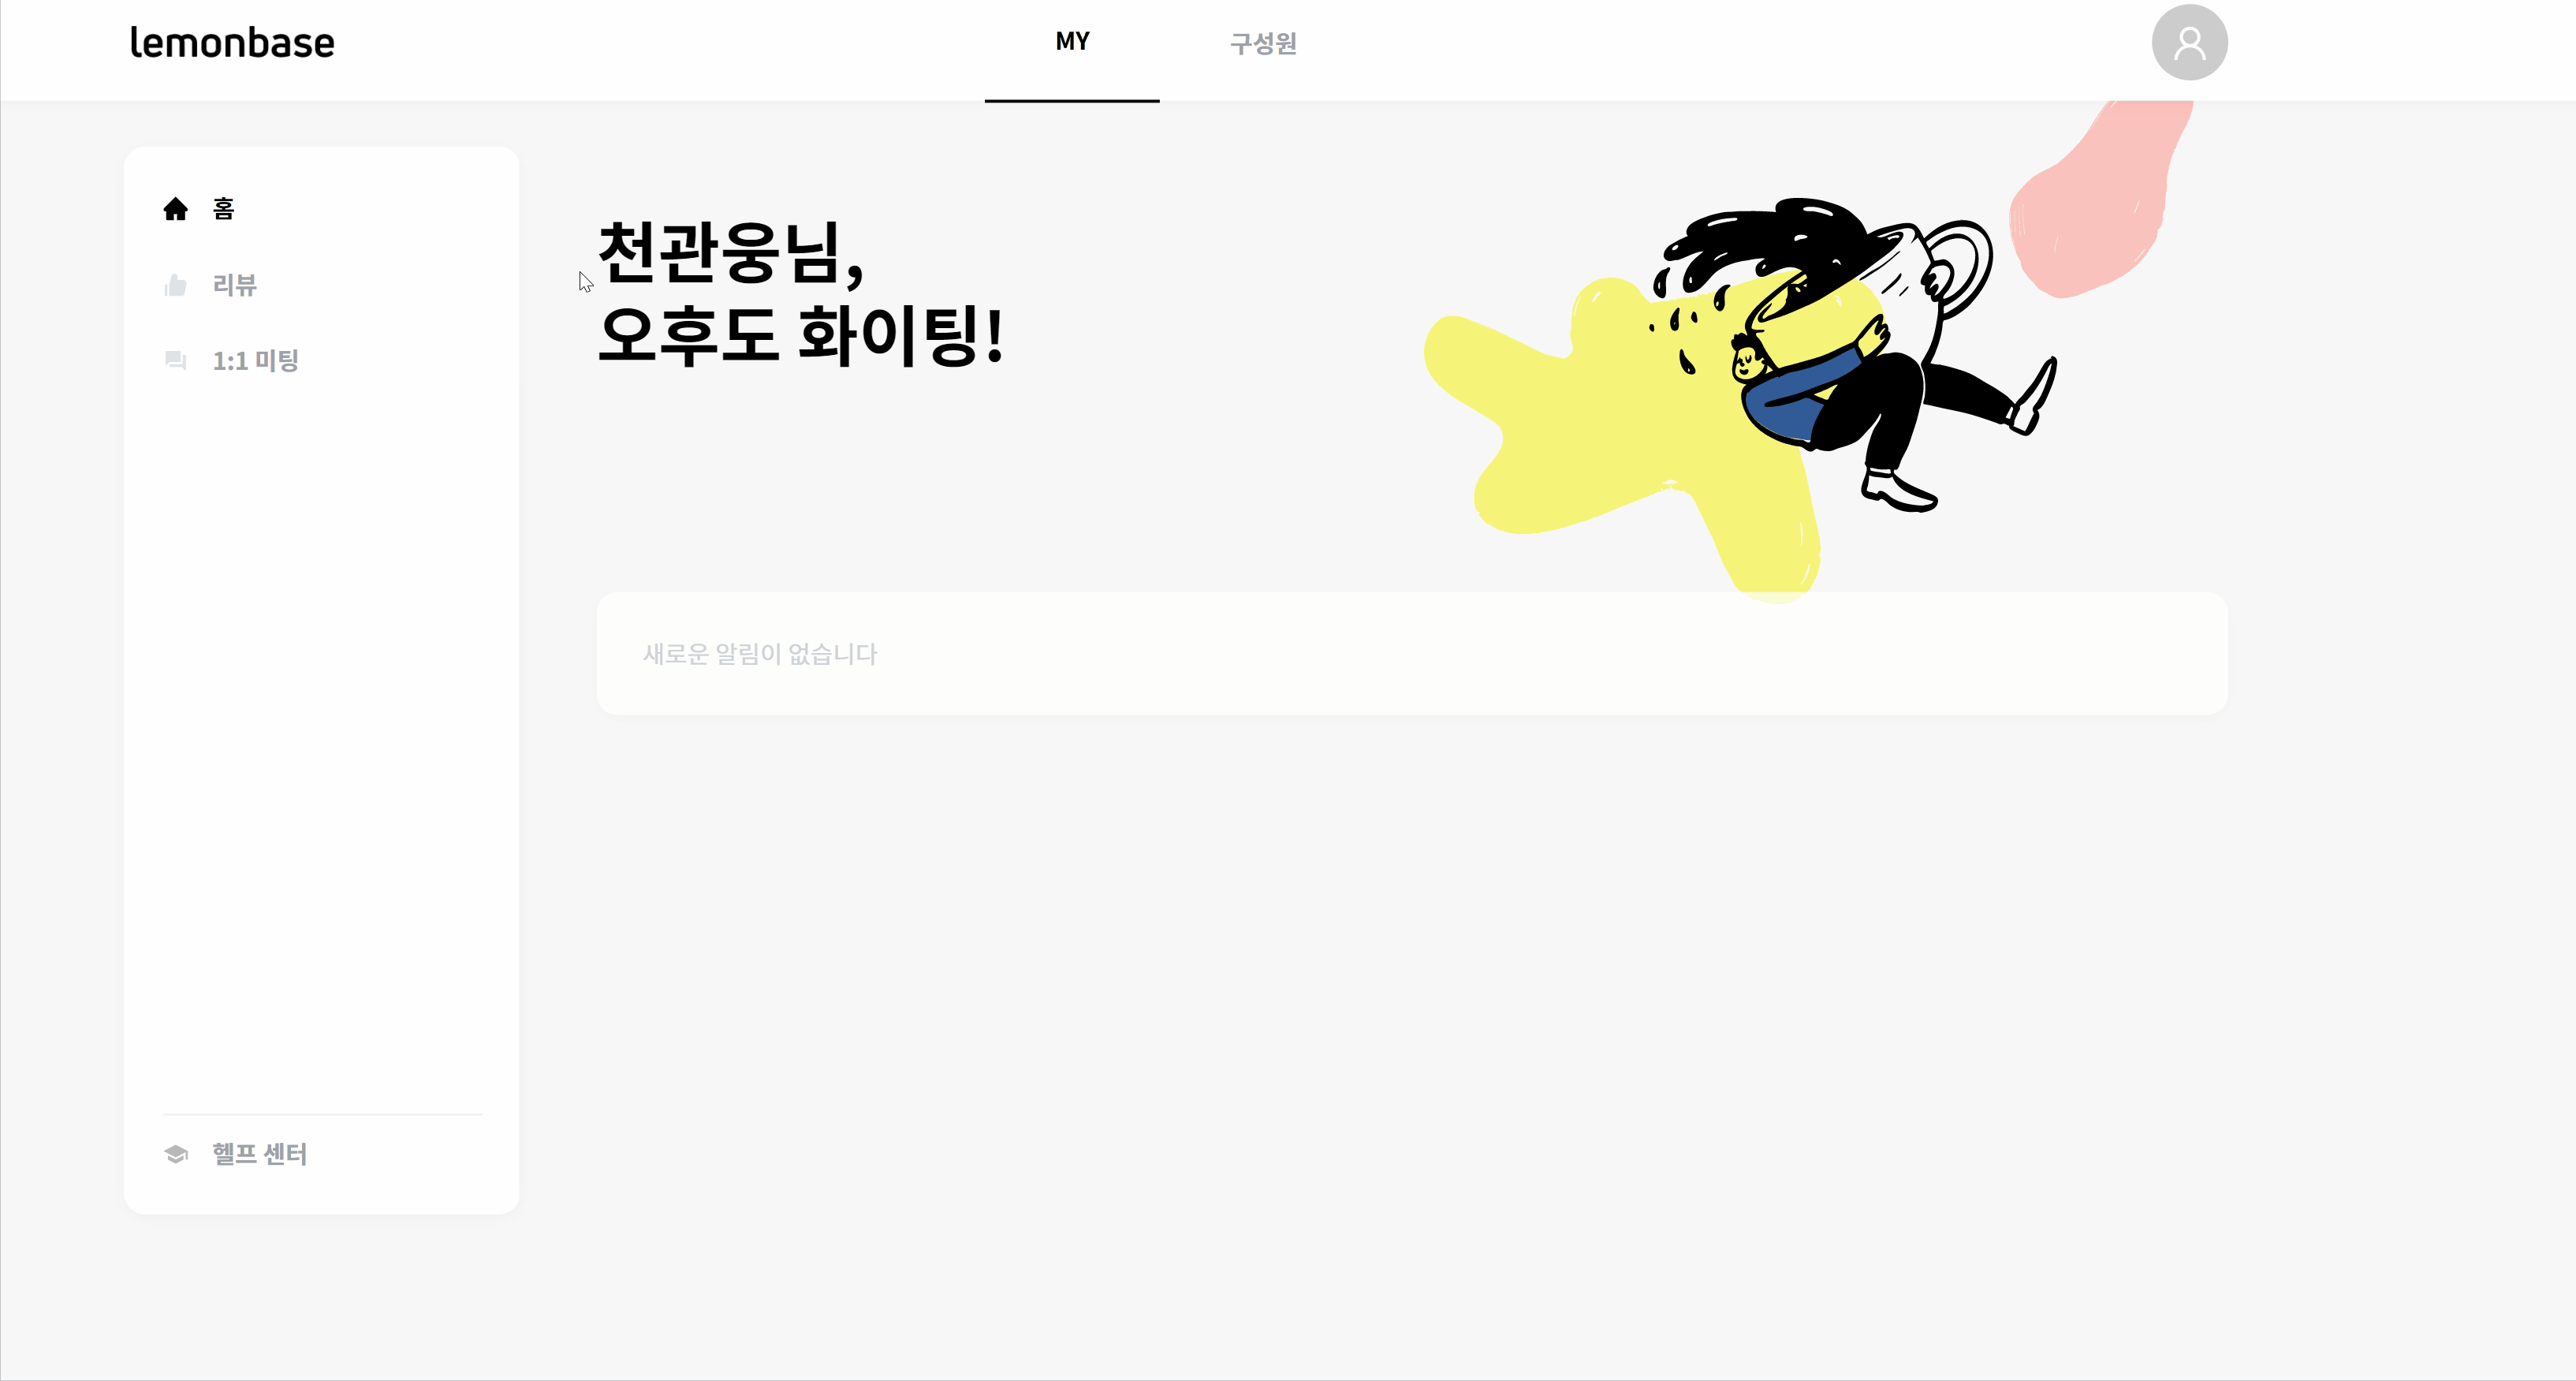 lemonbase
MY
구성원
홈
리뷰
1:1 미팅
헬프 센터
천관웅님,
오후도 화이팅!
새로운 알림이 없습니다